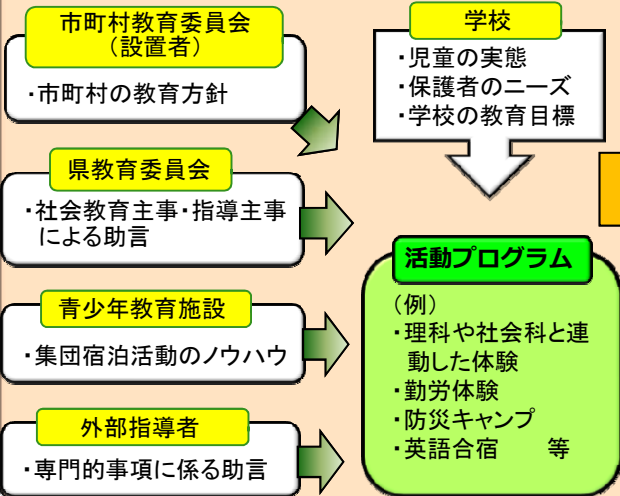 市町村教育委員会
(設置者)
・市町村の教育方針
県教育委員会
・社会教育主事・指導主事
による助言
青少年教育施設
・集団宿泊活動のノウハウ
外部指導者
・専門的事項に係る助言
学校
・児童の実態
・保護者のニーズ
・学校の教育目標
活動プログラム
(例)
・理科や社会科と連
動した体験
・勤労体験
・防災キャンプ
・英語合宿　　等